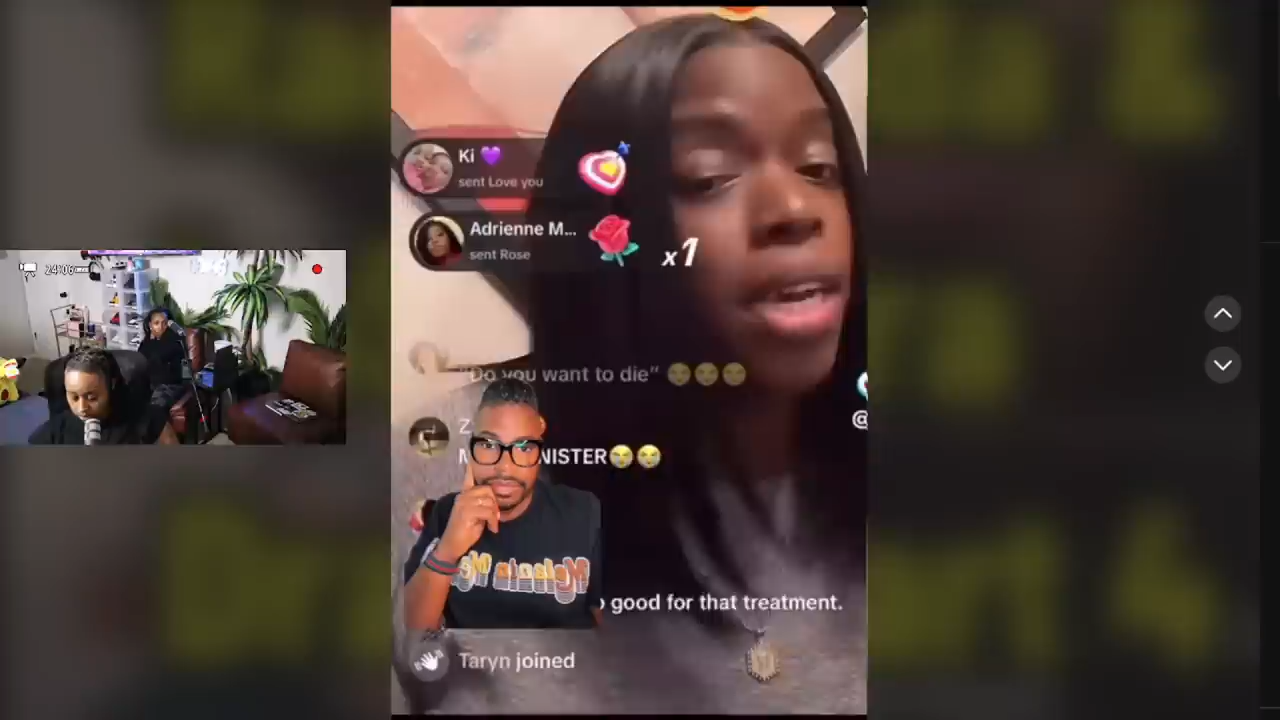 Ki 💜
sent Love you
Adrienne M...
sent Rose
x1
"Do you want to die" 😭😭😭
Z
NISTER😭😭
Melanin
good for that treatment.
Taryn joined
@